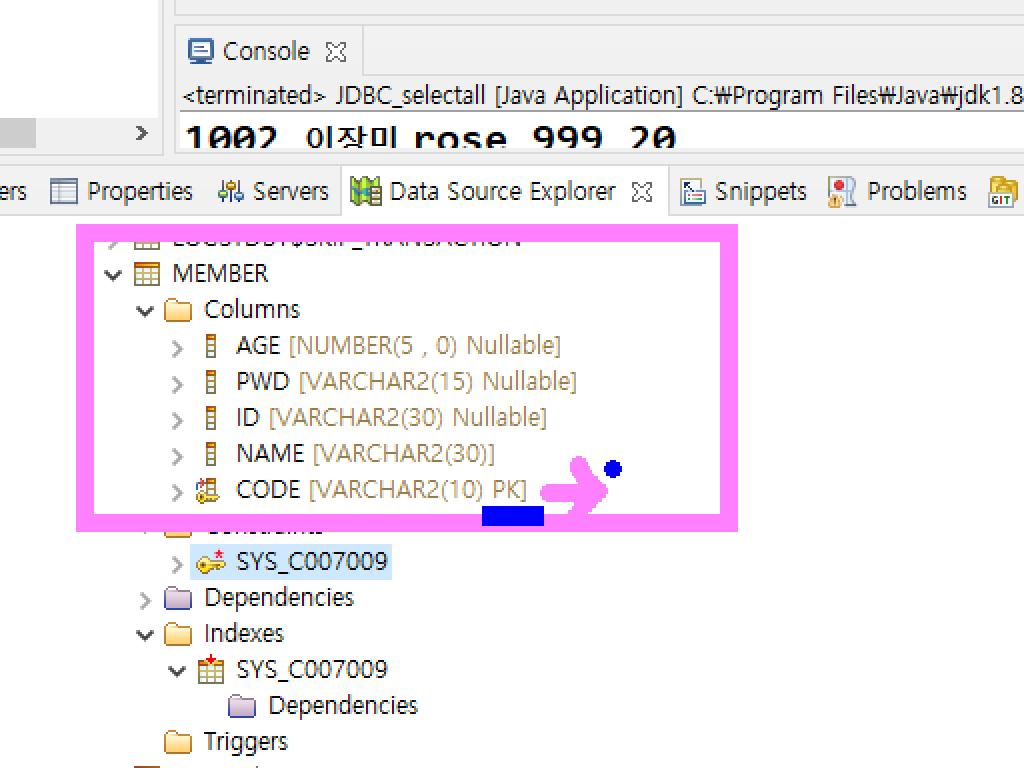 Console
<terminated> JDBC_selectall [Java Application] C:₩Program Files₩Java₩jdk1.8
1002 이장미 rose 999 20
ers Properties Servers Data Source Explorer Snippets Problems
GIT
MEMBER
Columns
AGE [NUMBER(5 , 0) Nullable]
PWD [VARCHAR2(15) Nullable]
ID [VARCHAR2(30) Nullable]
NAME [VARCHAR2(30)]
CODE [VARCHAR2(10) PK]
Constraints
SYS_C007009
Dependencies
Indexes
SYS_C007009
Dependencies
Triggers